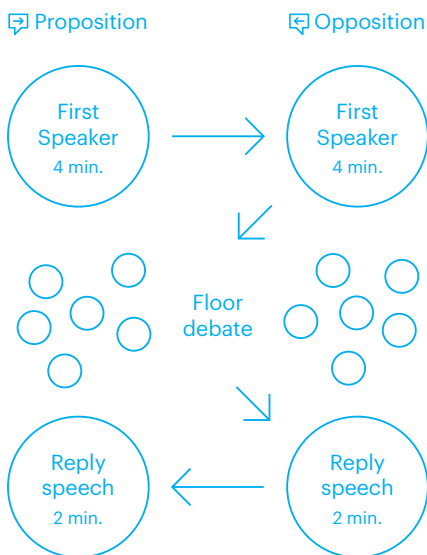 Proposition
Opposition
First
Speaker
4 min.
First
Speaker
4 min.
Floor
debate
Reply
speech
2 min.
Reply
speech
2 min.